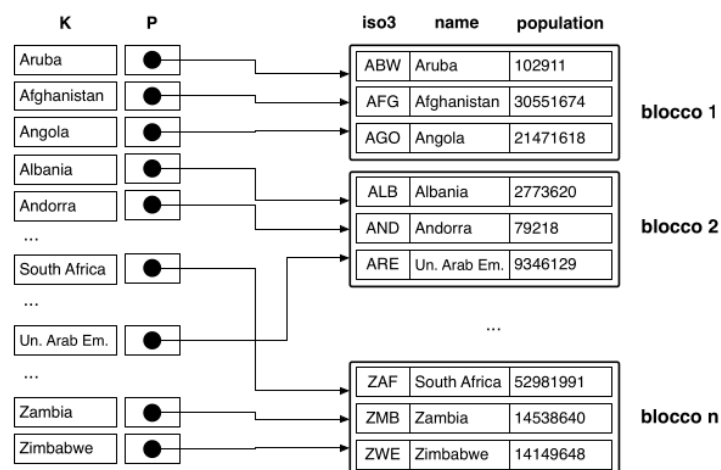 K P iso3 name population
Aruba ABW Aruba 102911
Afghanistan AFG Afghanistan 30551674
blocco 1
Angola AGO Angola 21471618
Albania ALB Albania 2773620
Andorra AND Andorra 79218
blocco 2
...
South Africa ARE Un. Arab Em. 9346129
...
...
Un. Arab Em.
...
ZAF South Africa 52981991
Zambia ZMB Zambia 14538640
blocco n
Zimbabwe ZWE Zimbabwe 14149648